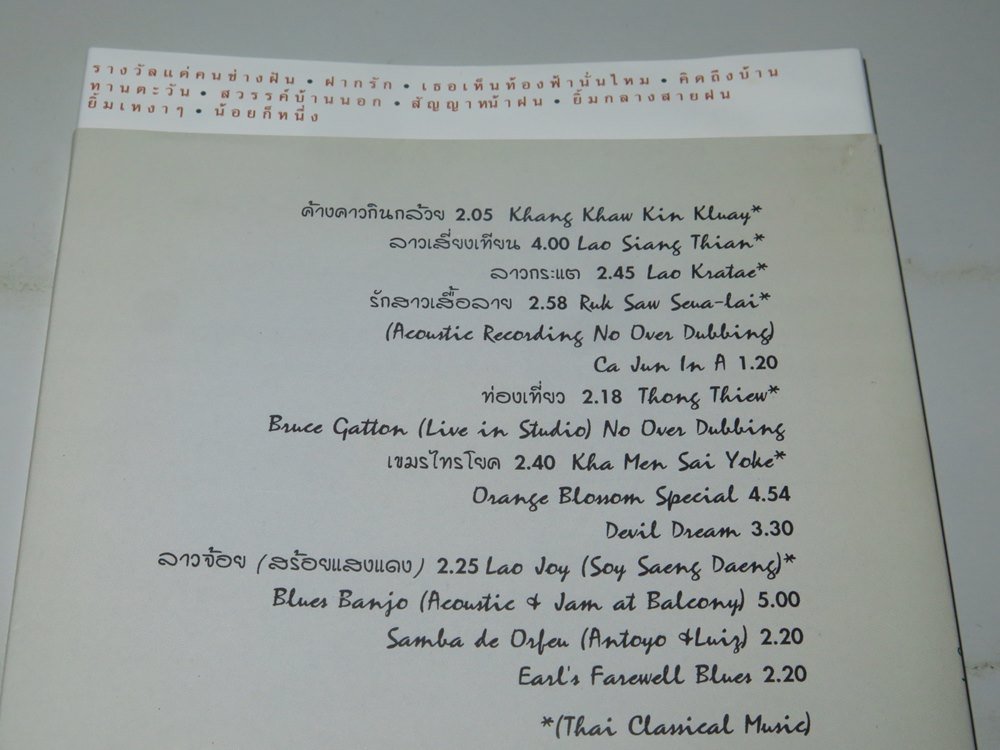 รางวัลแด่คนช่างฝัน • ฝากรัก • เธอเห็นท้องฟ้านั่นไหม • คิดถึงบ้าน
ทานตะวัน • สวรรค์บ้านนอก • สัญญาหน้าฝน • ยิ้มกลางสายฝน
ยิ้มเหงาๆ • น้อยก็หนึ่ง
ค้างคาวกินกล้วย 2.05 Khang Khaw Kin Kluay*
ลาวเสี่ยงเทียน 4.00 Lao Siang Thian*
ลาวกระแต 2.45 Lao Kratae*
รักสาวเสื้อลาย 2.58 Ruk Saw Seua-lai*
(Acoustic Recording No Over Dubbing)
Ca Jun In A 1.20
ท่องเที่ยว 2.18 Thong Thiew*
Bruce Gatton (Live in Studio) No Over Dubbing
เขมรไทรโยค 2.40 Kha Men Sai Yoke*
Orange Blossom Special 4.54
Devil Dream 3.30
ลาวจ้อย (สร้อยแสงแดง) 2.25 Lao Joy (Soy Saeng Daeng)*
Blues Banjo (Acoustic & Jam at Balcony) 5.00
Samba de Orfeu (Antoyo &Luiz) 2.20
Earl's Farewell Blues 2.20
*(Thai Classical Music)